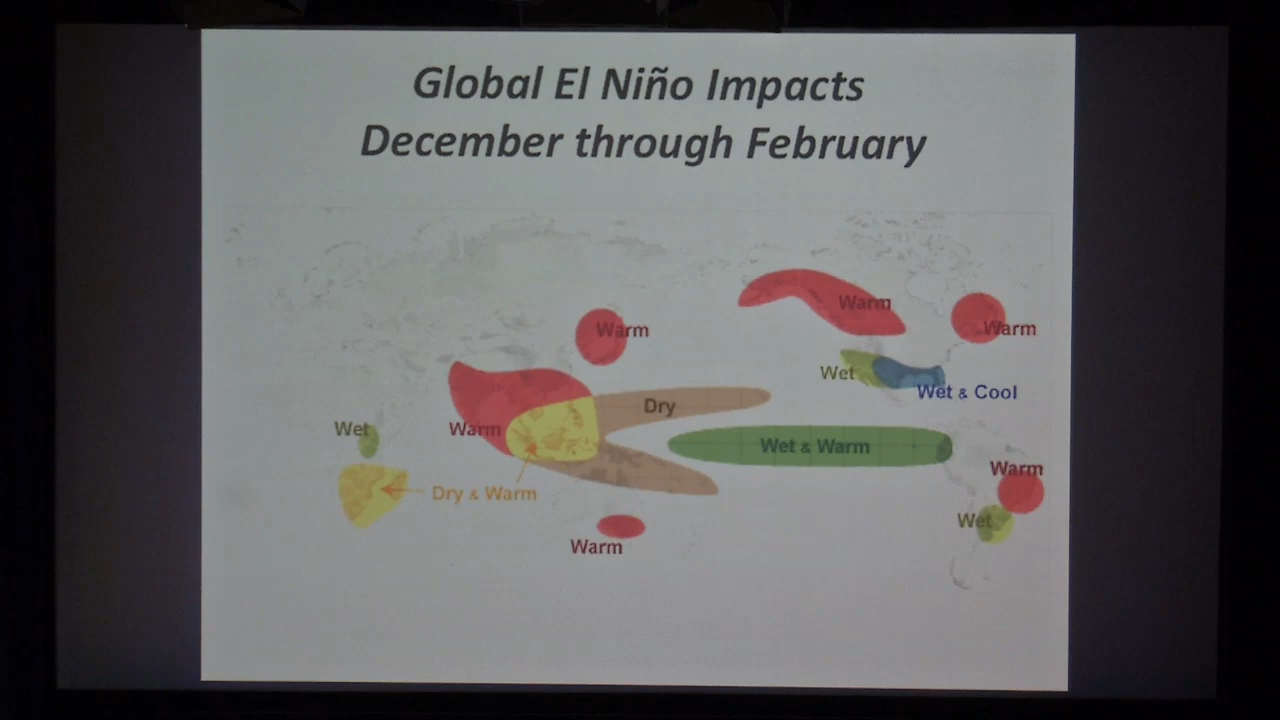 Global El Niño Impacts
December through February
Warm
Warm
Warm
Wet
Wet & Cool
Dry
Wet
Warm
Wet & Warm
Warm
Dry & Warm
Wet
Warm